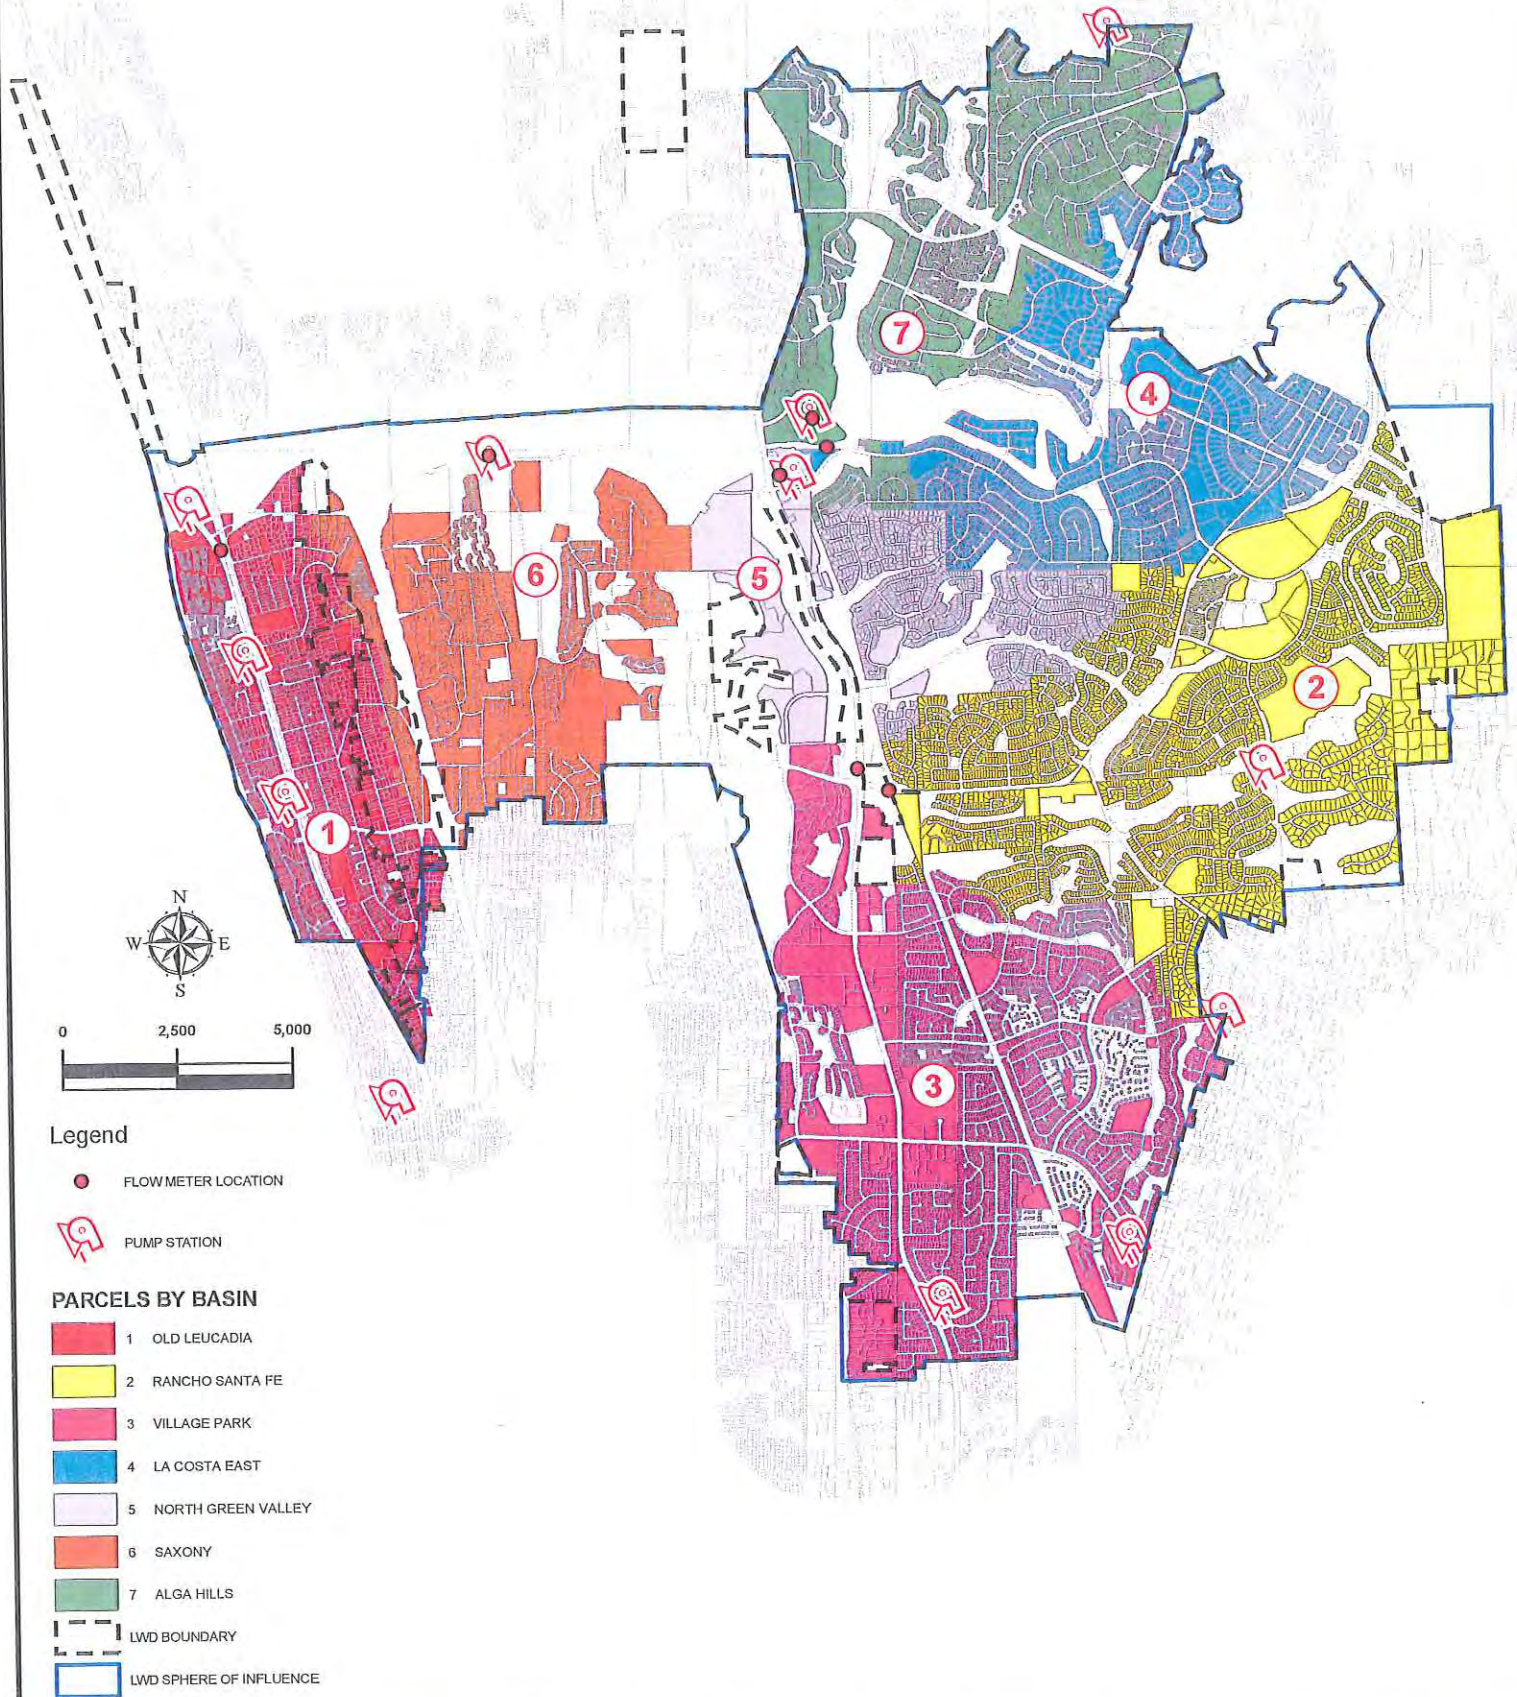 7
4
6
5
2
1
N
W E
S
0 2,500 5,000
3
Legend
FLOW METER LOCATION
PUMP STATION
PARCELS BY BASIN
1 OLD LEUCADIA
2 RANCHO SANTA FE
3 VILLAGE PARK
4 LA COSTA EAST
5 NORTH GREEN VALLEY
6 SAXONY
7 ALGA HILLS
LWD BOUNDARY
LWD SPHERE OF INFLUENCE